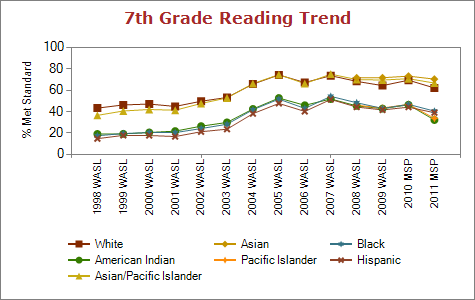 7th Grade Reading Trend
% Met Standard
100
80
60
40
20
0
1998 WASL
1999 WASL
2000 WASL
2001 WASL
2002 WASL
2003 WASL
2004 WASL
2005 WASL
2006 WASL
2007 WASL
2008 WASL
2009 WASL
2010 MSP
2011 MSP
White Asian Black
American Indian Pacific Islander Hispanic
Asian/Pacific Islander